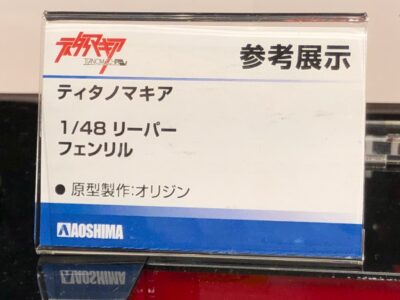 ティタノマキア
参考展示
ティタノマキア
1/48 リーパー
フェンリル
● 原型製作:オリジン
AOSHIMA